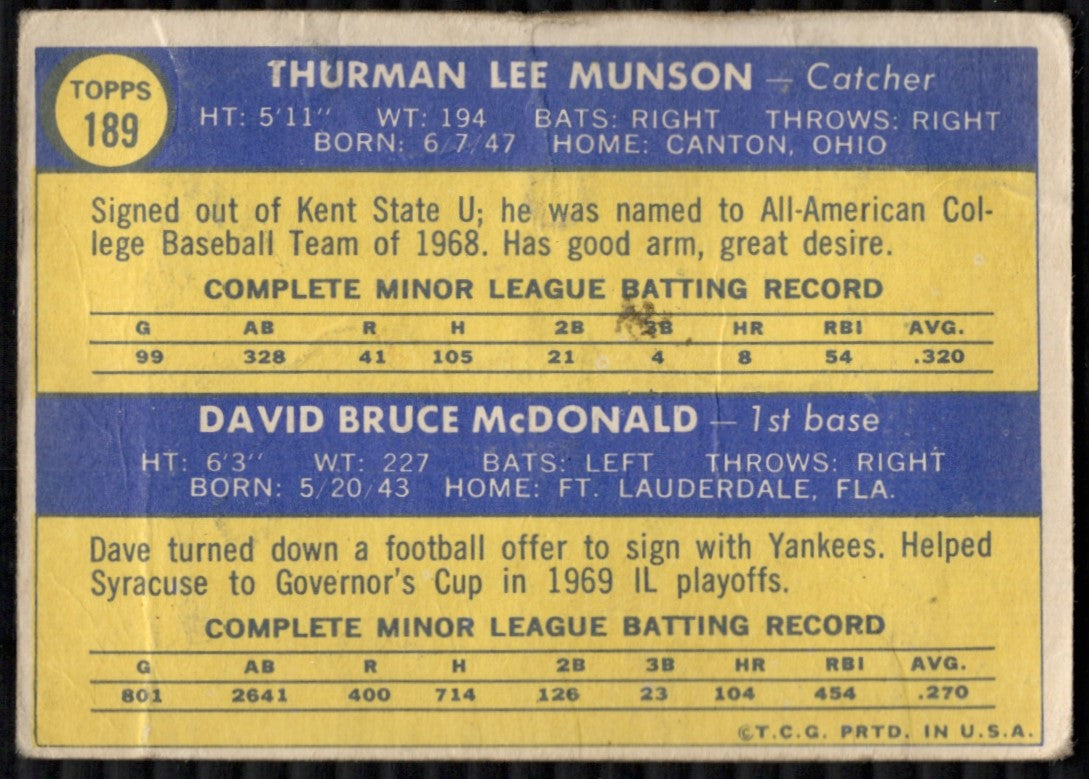 TOPPS
189
THURMAN LEE MUNSON — Catcher
HT: 5'11" WT: 194 BATS: RIGHT THROWS: RIGHT
BORN: 6/7/47 HOME: CANTON, OHIO
Signed out of Kent State U; he was named to All-American Col-
lege Baseball Team of 1968. Has good arm, great desire.
COMPLETE MINOR LEAGUE BATTING RECORD
G AB R H 2B 3B HR RBI AVG.
99 328 41 105 21 4 8 54 .320
DAVID BRUCE McDONALD — 1st base
HT: 6'3" WT: 227 BATS: LEFT THROWS: RIGHT
BORN: 5/20/43 HOME: FT. LAUDERDALE, FLA.
Dave turned down a football offer to sign with Yankees. Helped
Syracuse to Governor's Cup in 1969 IL playoffs.
COMPLETE MINOR LEAGUE BATTING RECORD
G AB R H 2B 3B HR RBI AVG.
801 2641 400 714 126 23 104 454 .270
©T.C.G. PRTD. IN U.S.A.